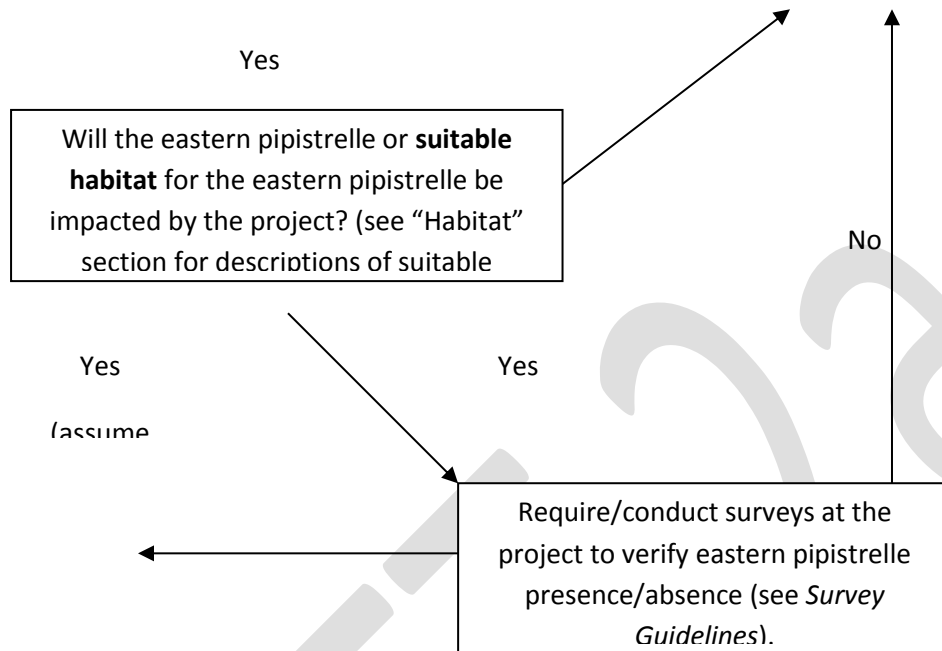 Yes
Will the eastern pipistrelle or suitable
habitat for the eastern pipistrelle be
impacted by the project? (see “Habitat”
section for descriptions of suitable
No
Yes
Yes
(assume
Require/conduct surveys at the
project to verify eastern pipistrelle
presence/absence (see Survey
Guidelines).